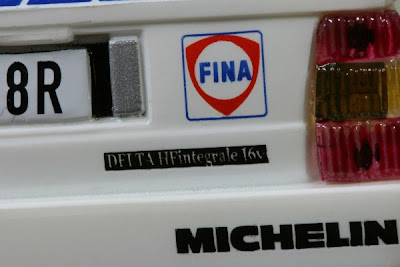 8R
FINA
DELTA HFintegrale 16v
MICHELIN